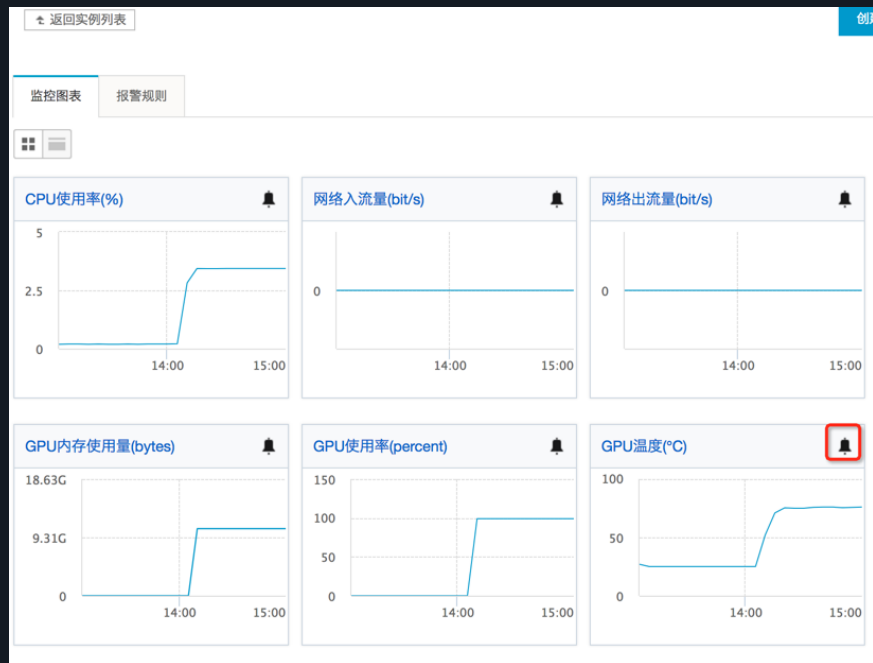 返回实例列表
创建
监控图表 报警规则
CPU使用率(%) 网络入流量(bit/s) 网络出流量(bit/s)
5
2.5 0 0
0
14:00 15:00 14:00 15:00 14:00 15:00
GPU内存使用量(bytes) GPU使用率(percent) GPU温度(°C)
18.63G 150 100
100
9.31G 50
50
0 0 0
14:00 15:00 14:00 15:00 14:00 15:00